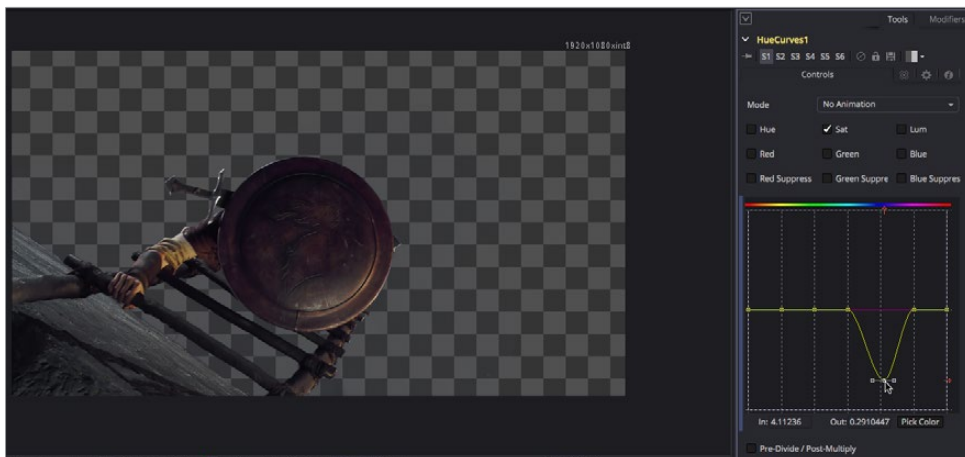 Tools Modifiers
1920x1080xint8
HueCurves1
S1 S2 S3 S4 S5 S6
Controls
Mode No Animation
Hue Sat Lum
Red Green Blue
Red Suppress Green Suppre Blue Suppres
In: 4.11236 Out: 0.2910447 Pick Color
Pre-Divide / Post-Multiply